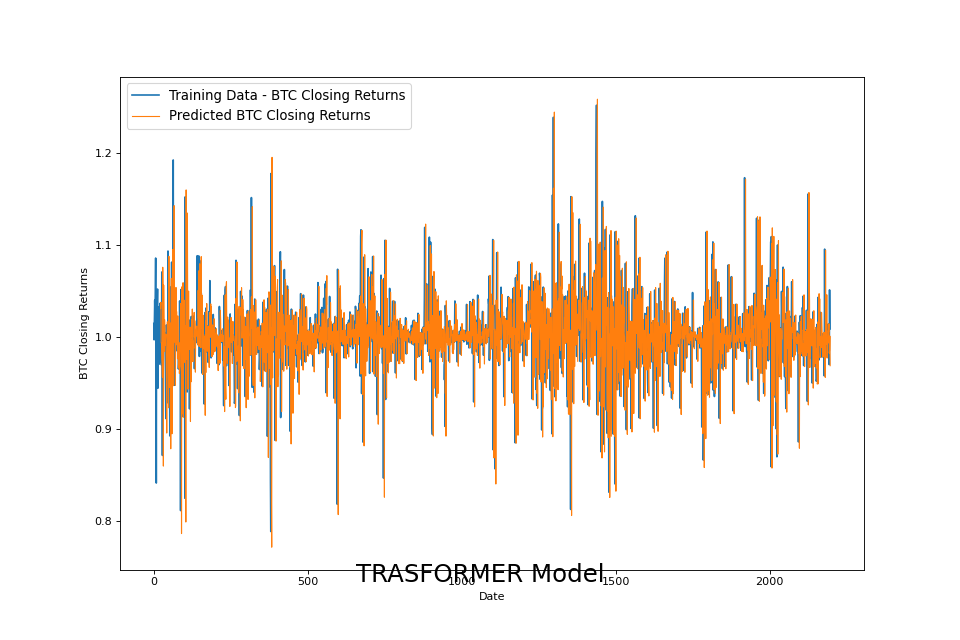 Training Data - BTC Closing Returns
Predicted BTC Closing Returns
1.2
1.1
1.0
0.9
0.8
BTC Closing Returns
0 500 1000 1500 2000
TRASFORMER Model
Date